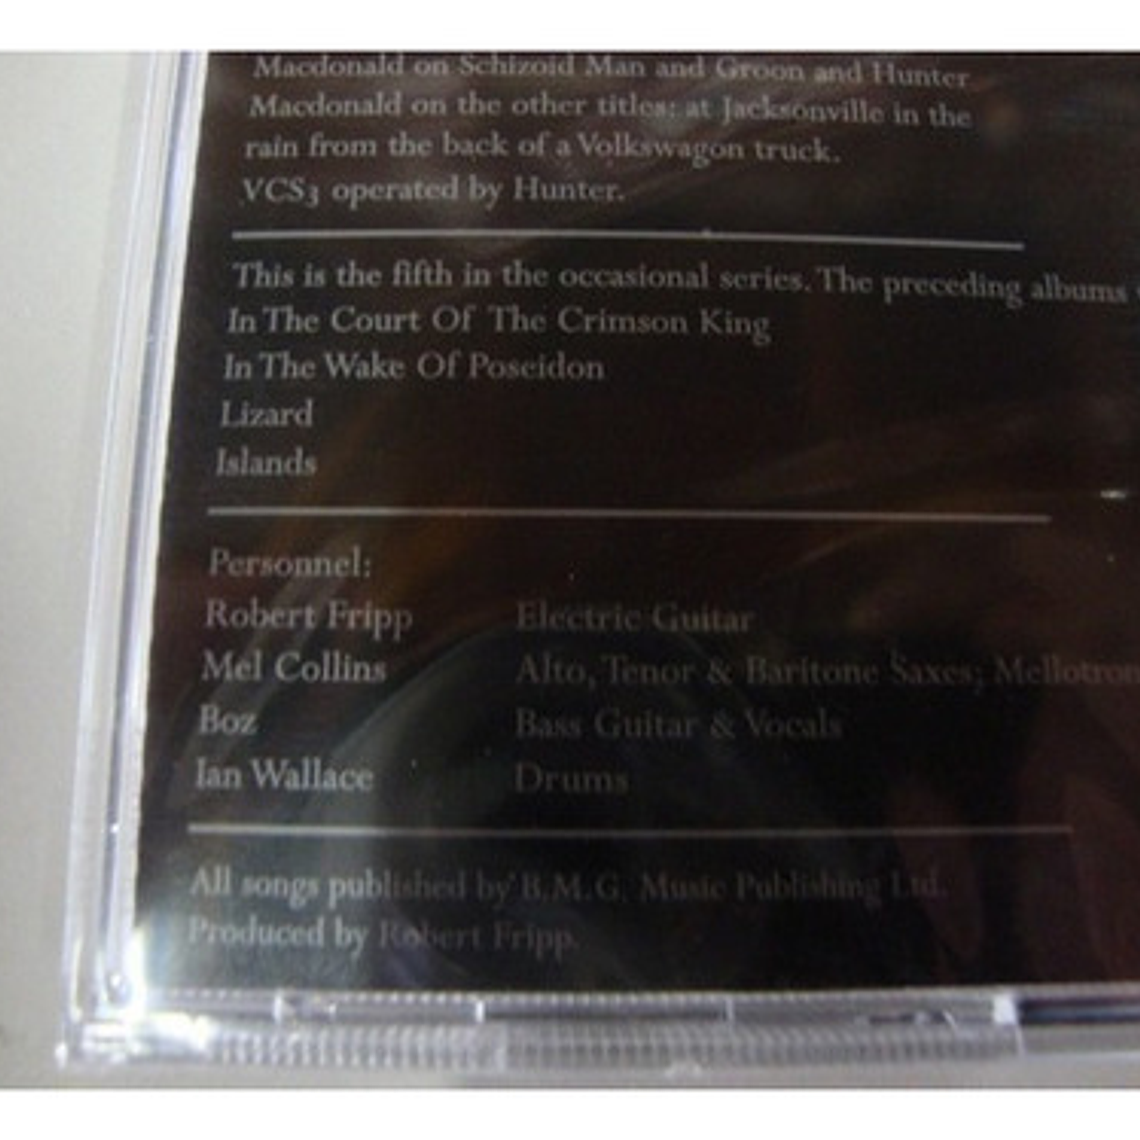 Macdonald on Schizoid Man and Groon and Hunter
Macdonald on the other titles; at Jacksonville in the
rain from the back of a Volkswagon truck.
VCS3 operated by Hunter.
This is the fifth in the occasional series. The preceding albums
In The Court Of The Crimson King
In The Wake Of Poseidon
Lizard
Islands
Personnel:
Robert Fripp Electric Guitar
Mel Collins Alto, Tenor & Baritone Saxes; Mellotron
Boz Bass Guitar & Vocals
Ian Wallace Drums
All songs published by B.M.G. Music Publishing Ltd.
Produced by Robert Fripp.